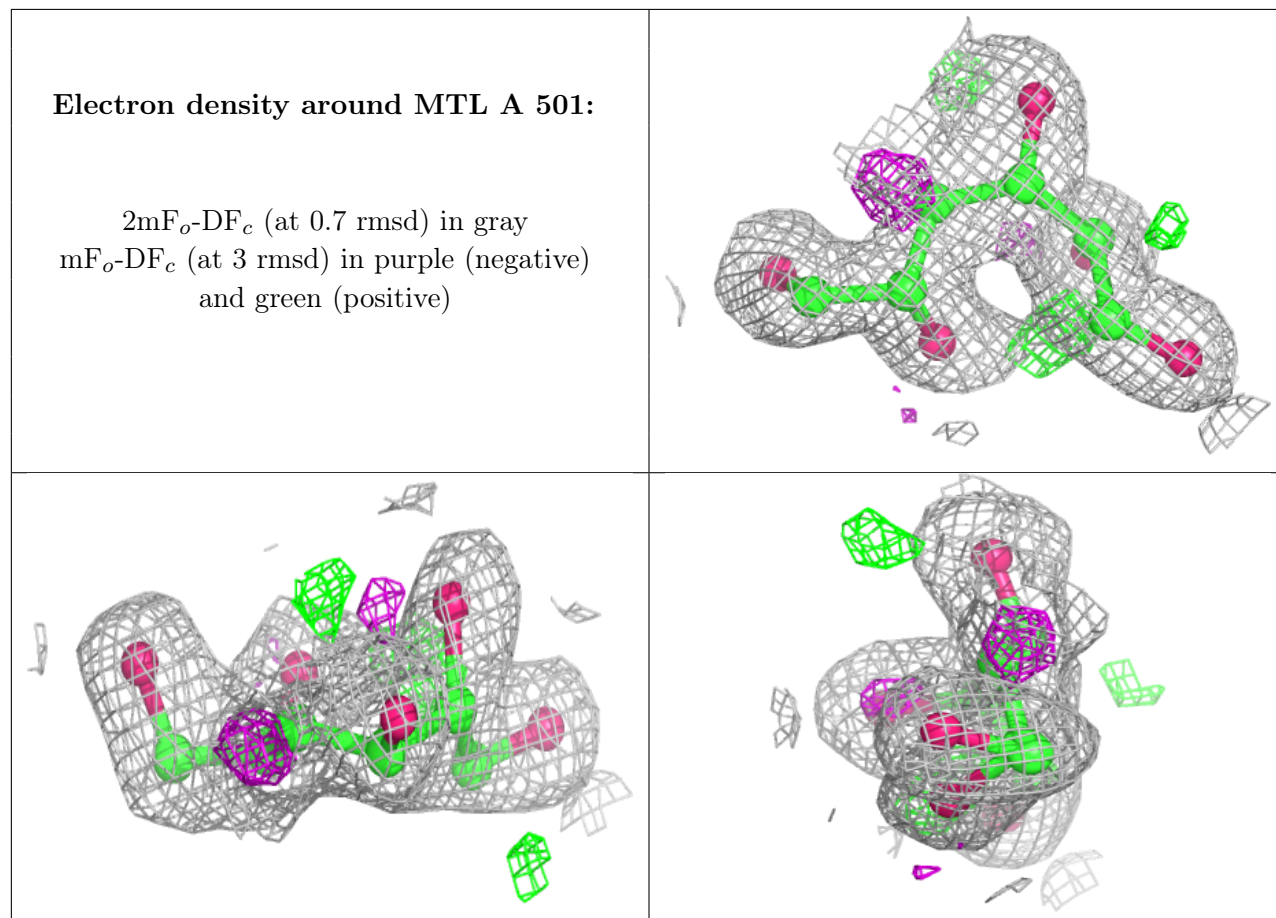 Electron density around MTL A 501:
2mFo-DFc (at 0.7 rmsd) in gray
mFo-DFc (at 3 rmsd) in purple (negative)
and green (positive)